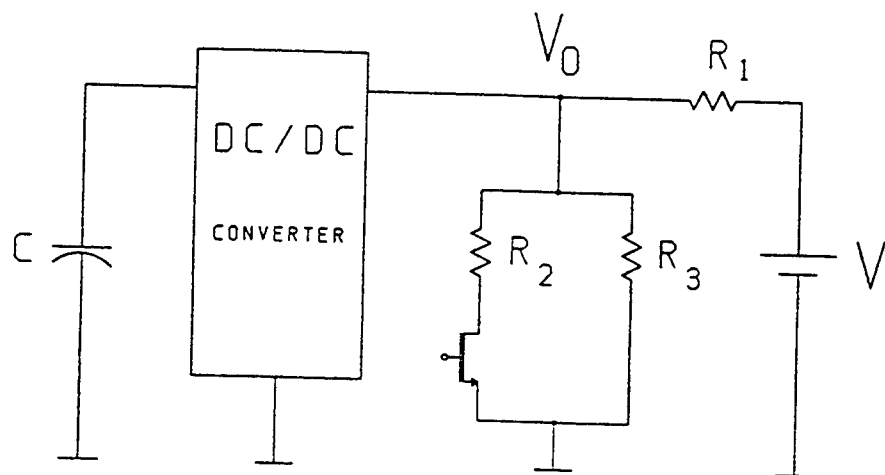 V0
R1
DC/DC
CONVERTER
C
R2
R3
V